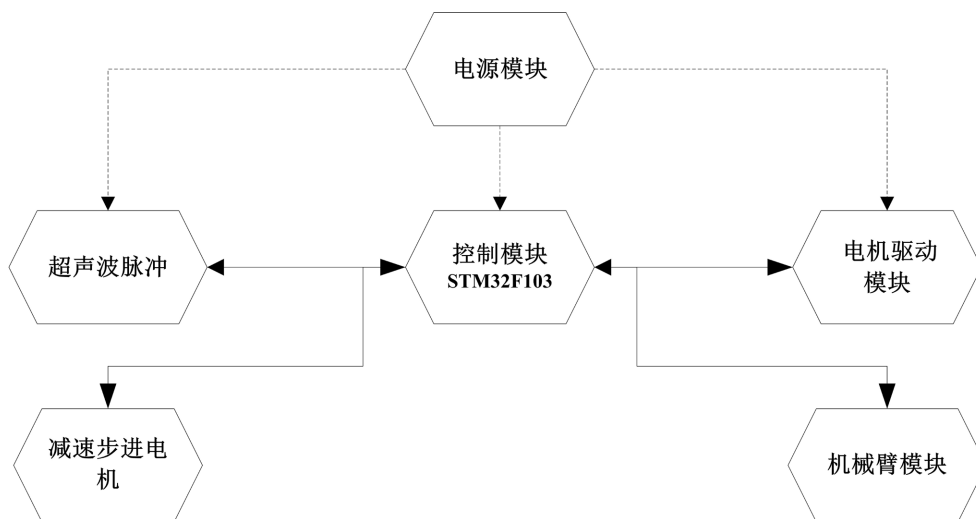 电源模块
超声波脉冲
控制模块
STM32F103
电机驱动
模块
减速步进电
机
机械臂模块